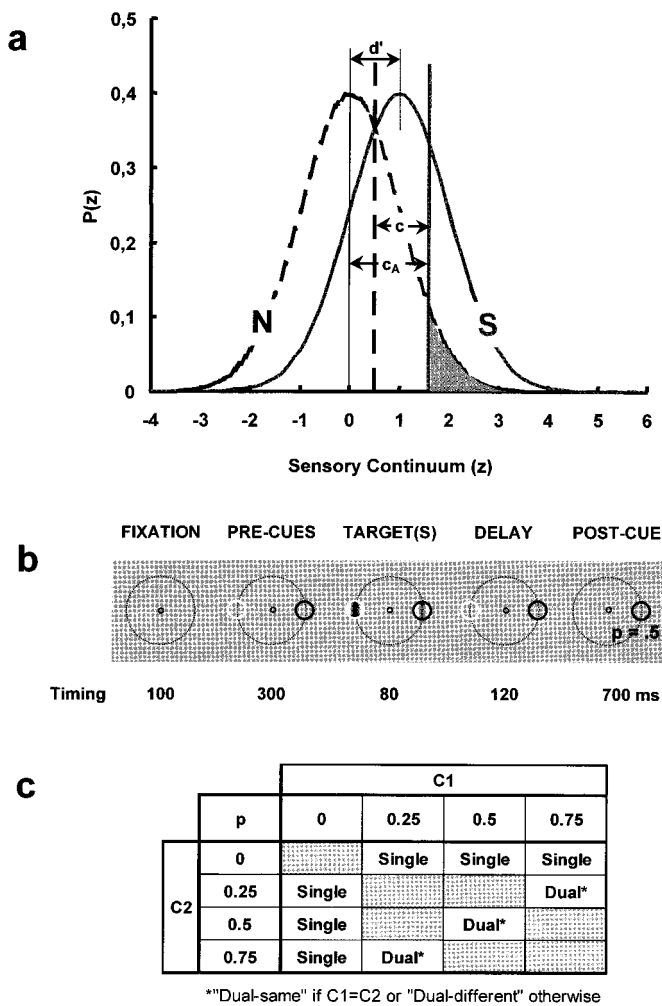 a
0,5
0,4
0,3
0,2
0,1
0
P(z)
d'
c
cA
N
S
-4 -3 -2 -1 0 1 2 3 4 5 6
Sensory Continuum (z)
b
FIXATION PRE-CUES TARGET(S) DELAY POST-CUE
p = .5
Timing 100 300 80 120 700 ms
c
C1
p 0 0.25 0.5 0.75
C2
0 Single Single Single
0.25 Single Dual*
0.5 Single Dual*
0.75 Single Dual*
*"Dual-same" if C1=C2 or "Dual-different" otherwise